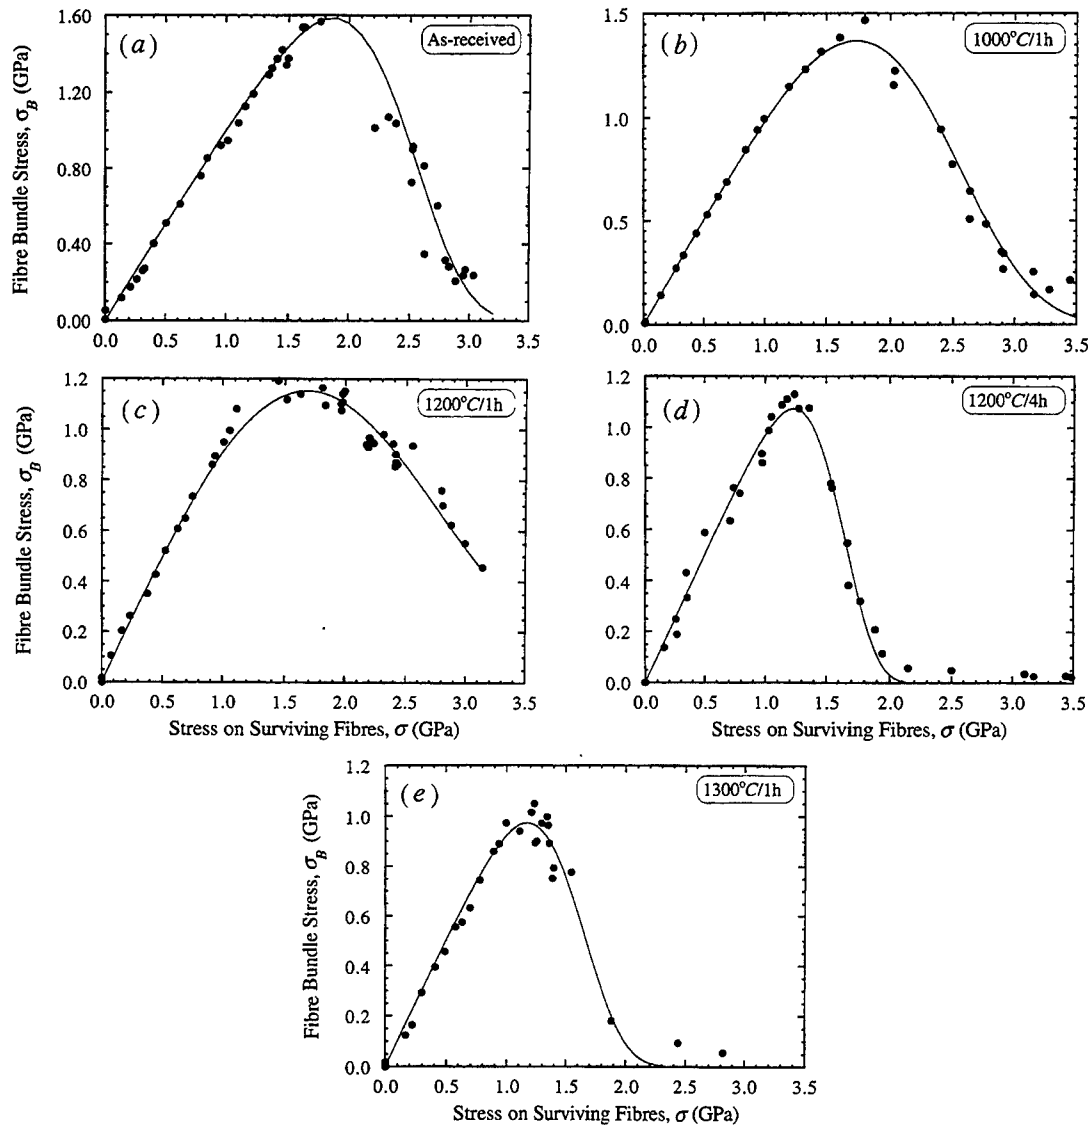 (a)
As-received
1.60
1.20
0.80
0.40
0.00
Fibre Bundle Stress, σB (GPa)
0.0 0.5 1.0 1.5 2.0 2.5 3.0 3.5
(b)
1000°C/1h
1.5
1.0
0.5
0.0
0.0 0.5 1.0 1.5 2.0 2.5 3.0 3.5
(c)
1200°C/1h
1.2
1.0
0.8
0.6
0.4
0.2
0.0
Fibre Bundle Stress, σB (GPa)
0.0 0.5 1.0 1.5 2.0 2.5 3.0 3.5
Stress on Surviving Fibres, σ (GPa)
(d)
1200°C/4h
1.2
1.0
0.8
0.6
0.4
0.2
0.0
0.0 0.5 1.0 1.5 2.0 2.5 3.0 3.5
Stress on Surviving Fibres, σ (GPa)
(e)
1300°C/1h
1.2
1.0
0.8
0.6
0.4
0.2
0.0
Fibre Bundle Stress, σB (GPa)
0.0 0.5 1.0 1.5 2.0 2.5 3.0 3.5
Stress on Surviving Fibres, σ (GPa)